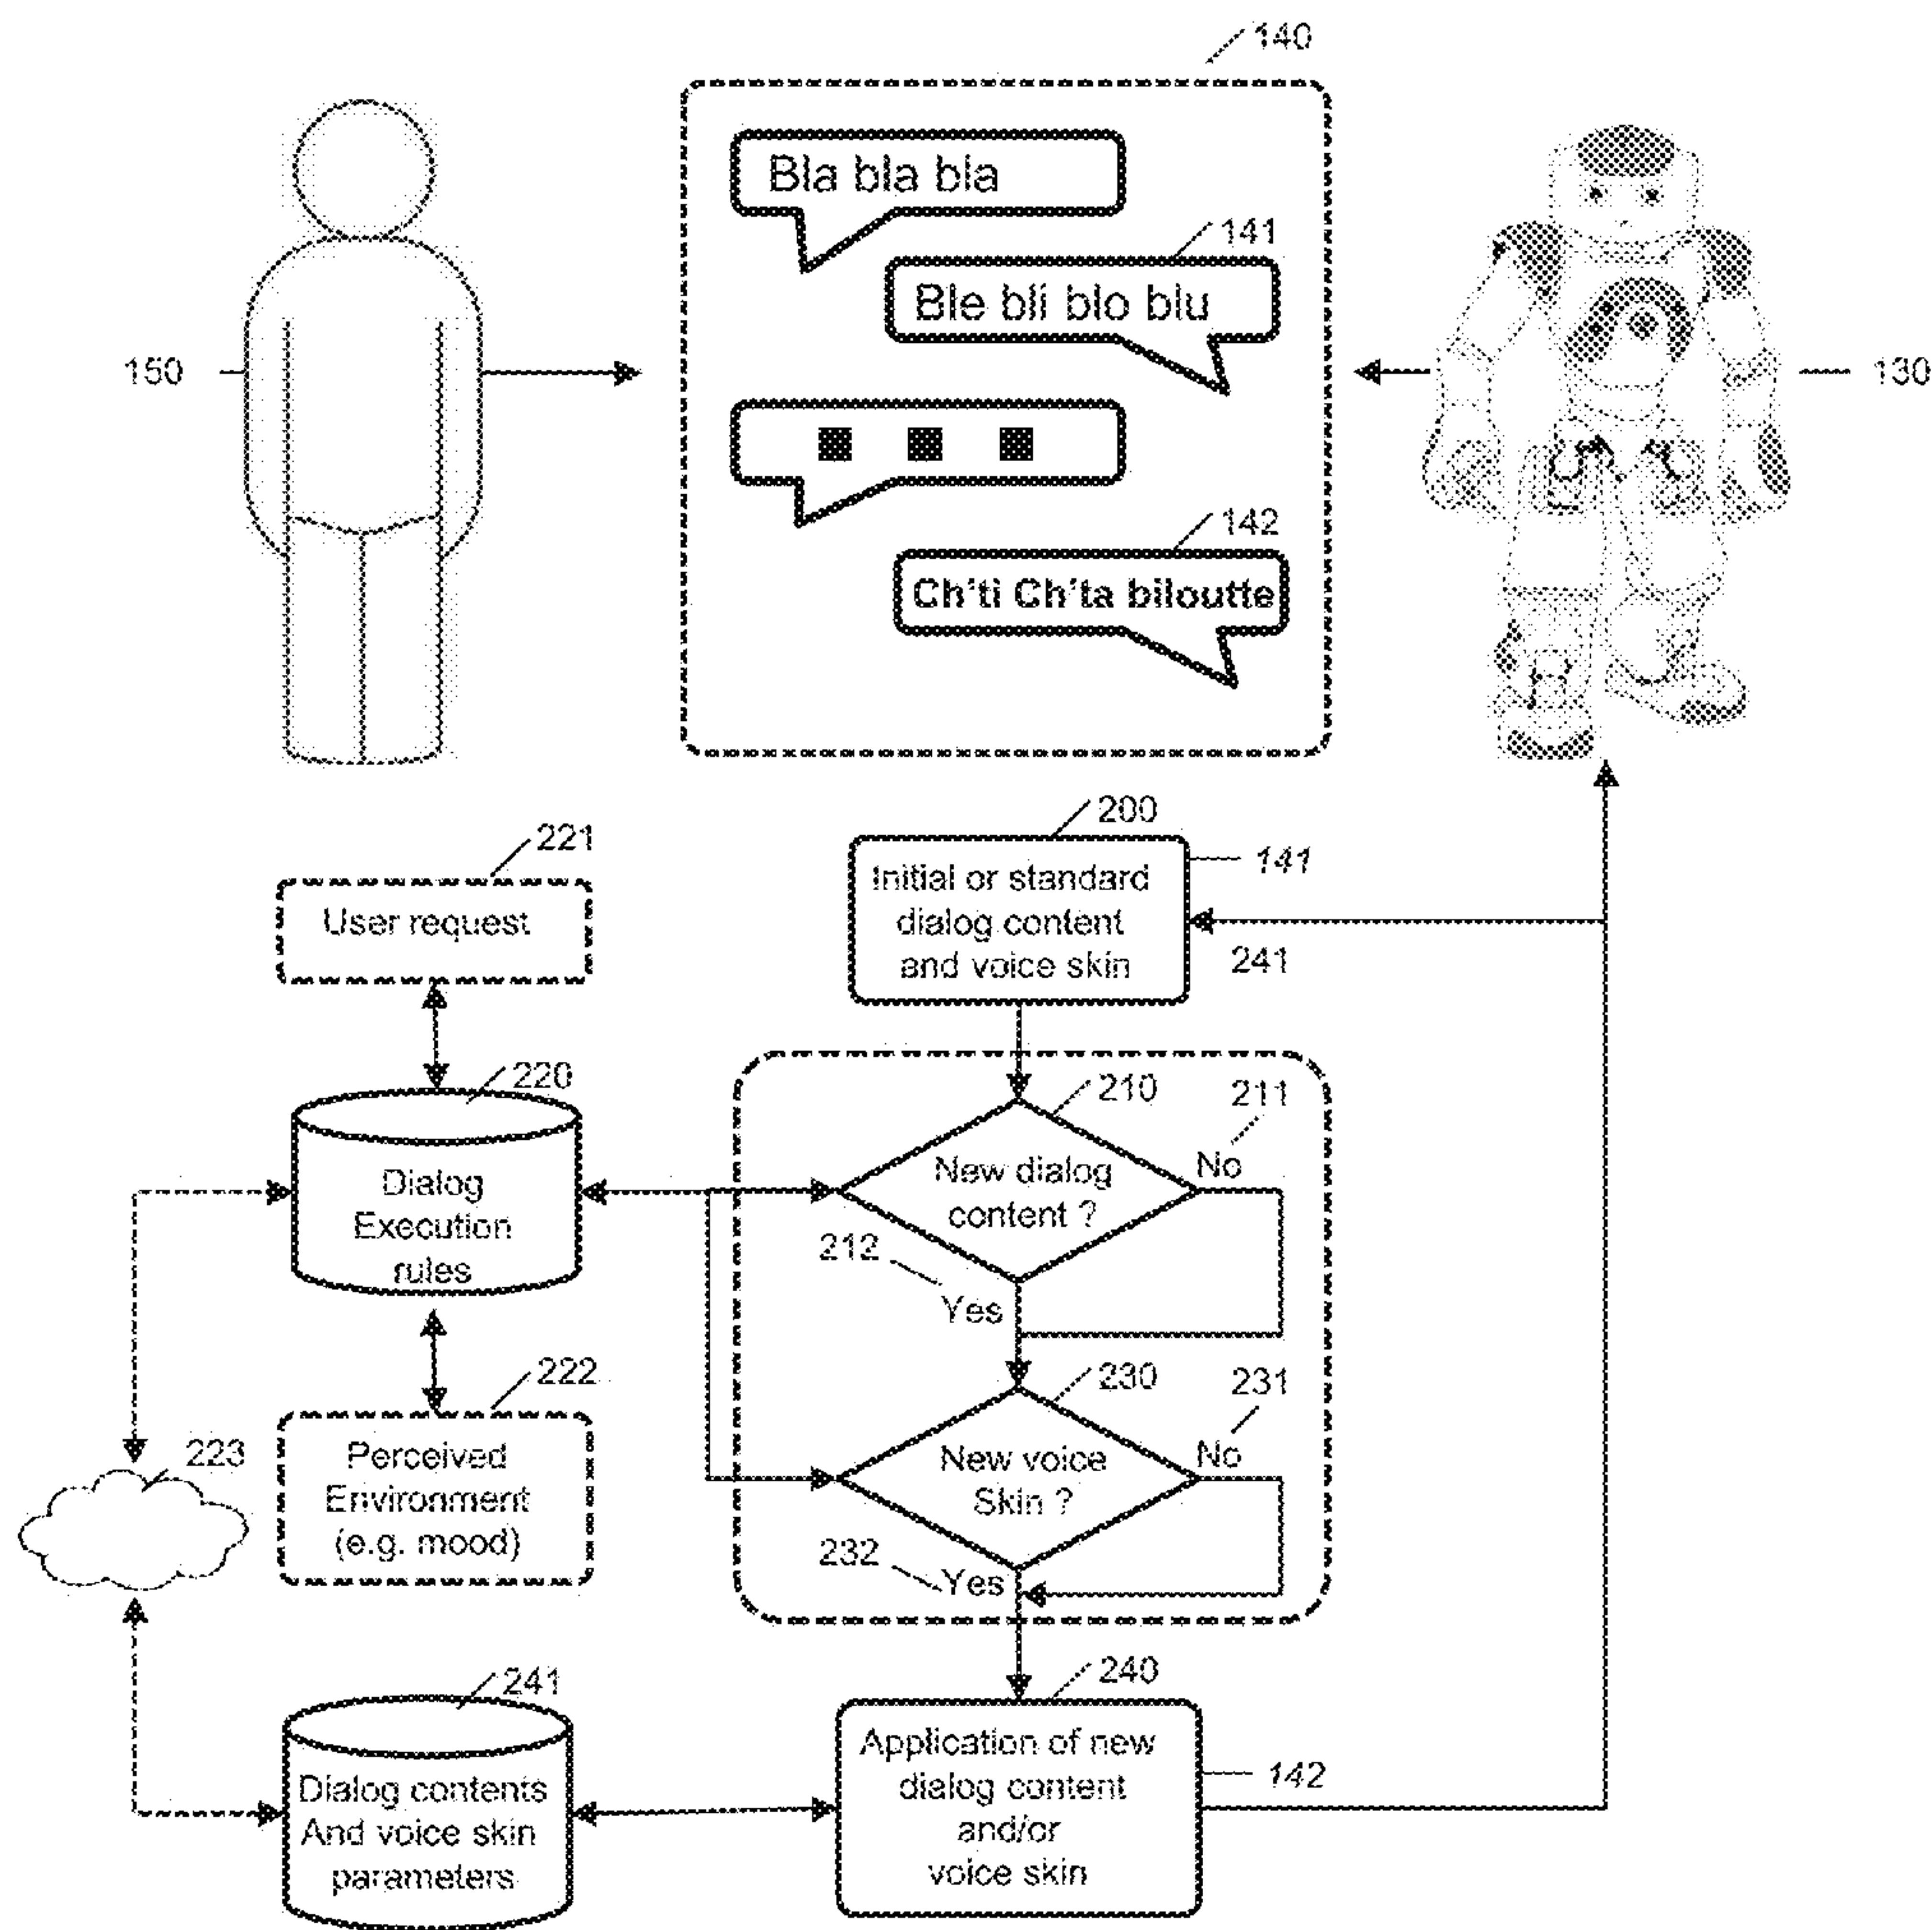 140
Bla bla bla
141
Ble bli blo blu
150
130
142
Ch'ti Ch'ta biloutte
200
221
141
Initial or standard
dialog content
and voice skin
User request
241
220
210
211
No
New dialog
content ?
Dialog
Execution
rules
212
Yes
222
230
231
223
No
New voice
Skin ?
Perceived
Environment
(e.g. mood)
232
Yes
241
240
Application of new
dialog content
and/or
voice skin
142
Dialog contents
And voice skin
parameters